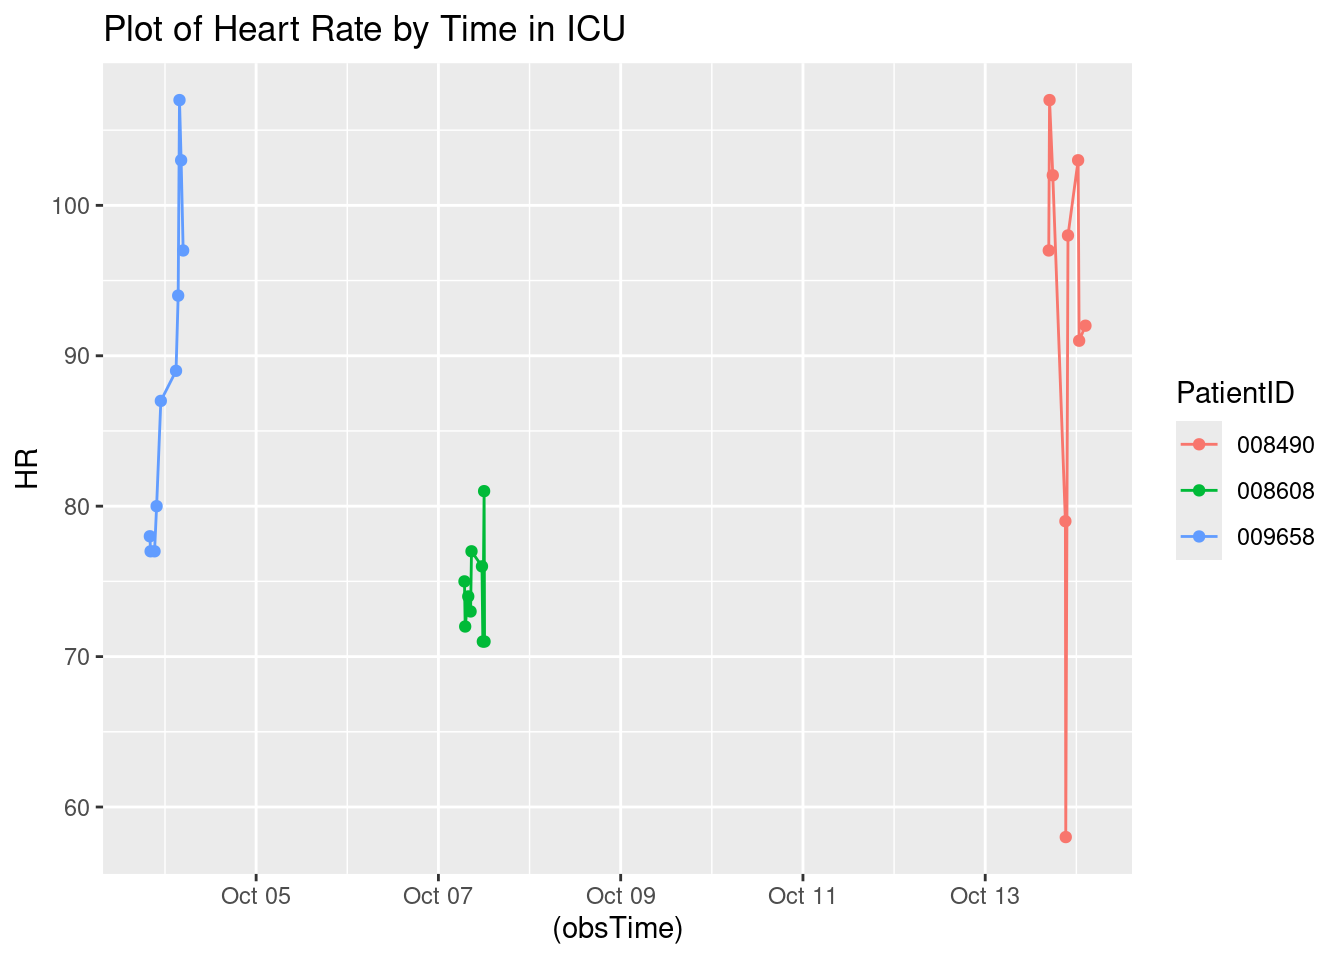 Plot of Heart Rate by Time in ICU
HR
100
90
80
70
60
Oct 05
Oct 07
Oct 09
Oct 11
Oct 13
(obsTime)
PatientID
008490
008608
009658